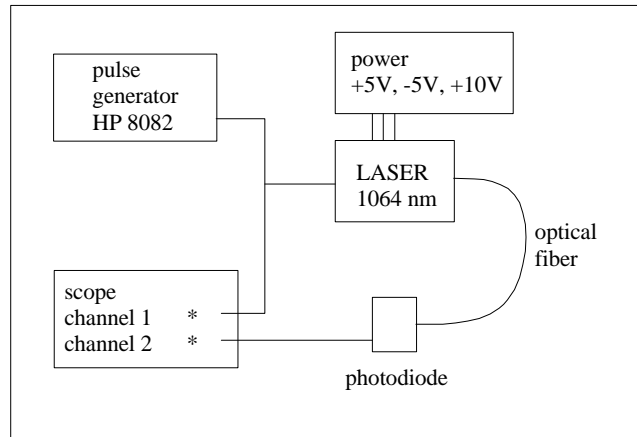 pulse
generator
HP 8082
power
+5V, -5V, +10V
LASER
1064 nm
optical
fiber
scope
channel 1 *
channel 2 *
photodiode